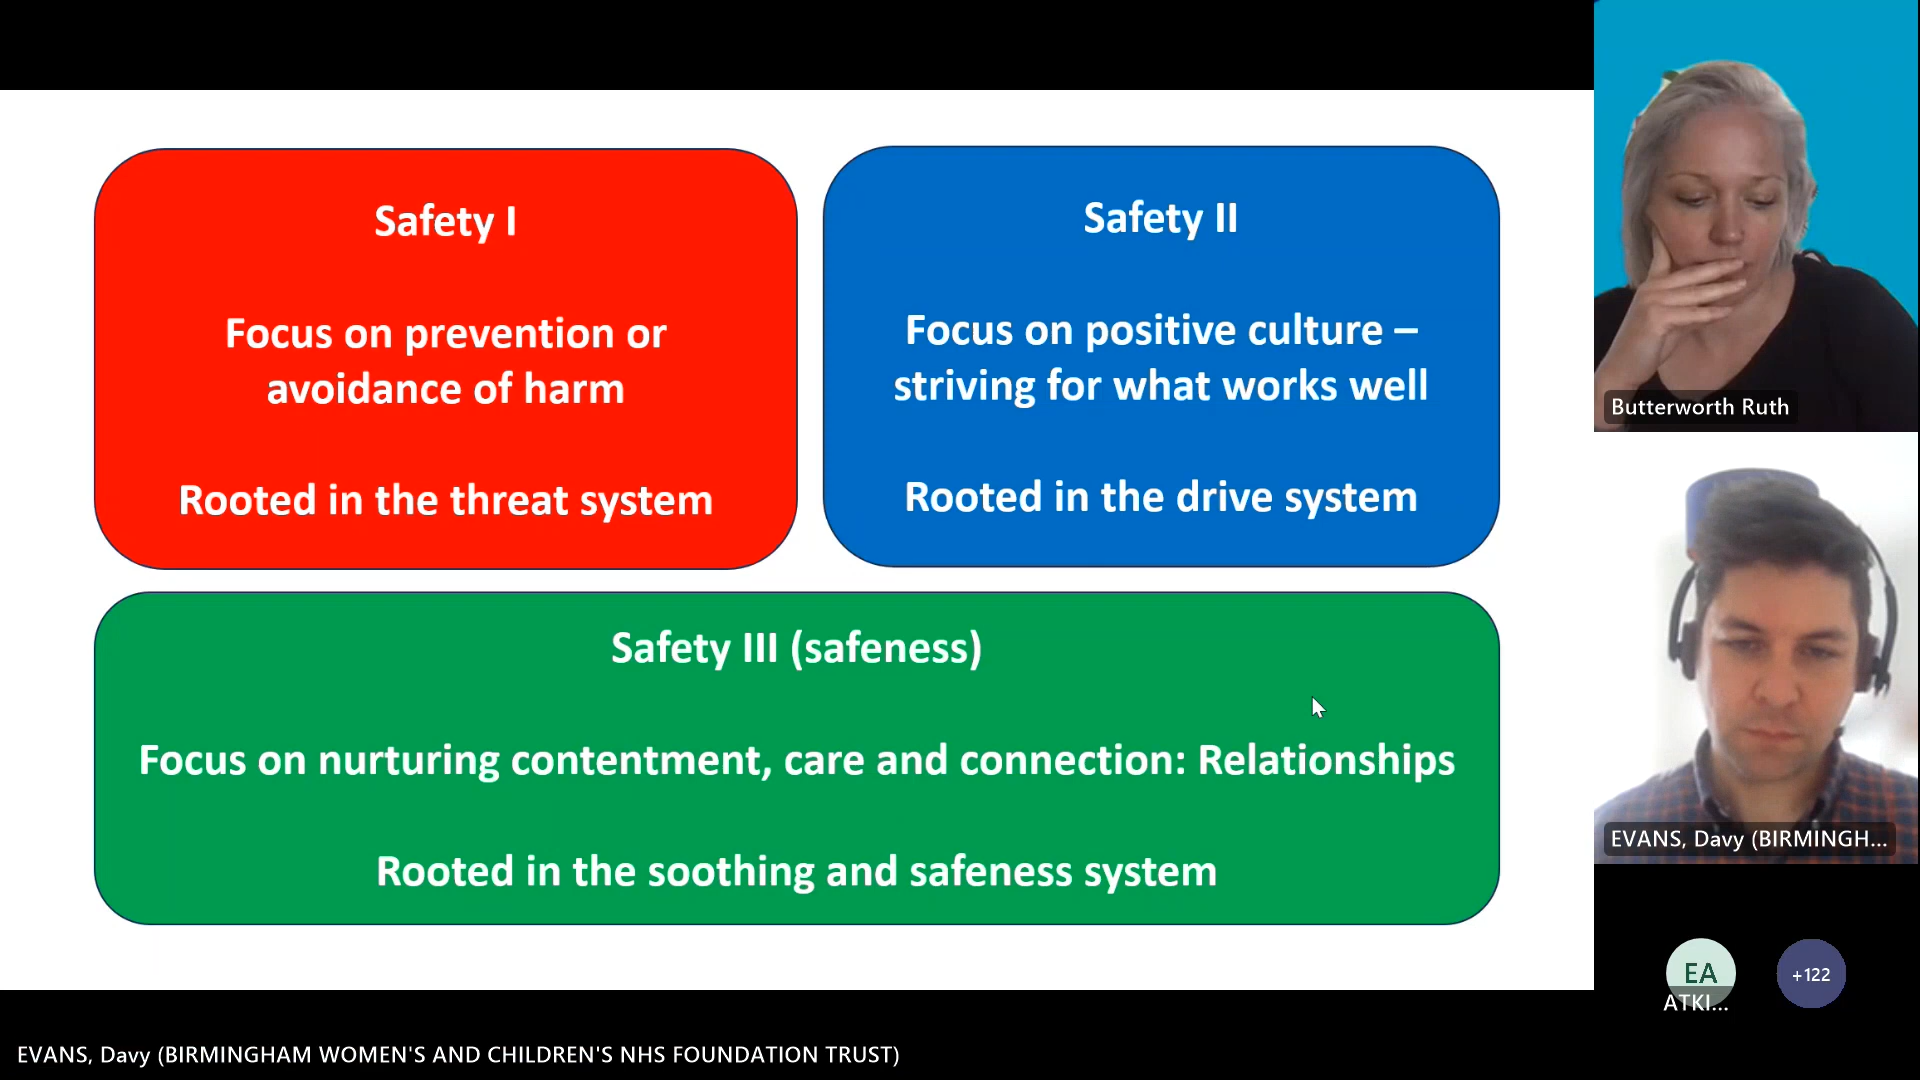 Safety I
Focus on prevention or
avoidance of harm
Rooted in the threat system
Safety II
Focus on positive culture –
striving for what works well
Rooted in the drive system
Safety III (safeness)
Focus on nurturing contentment, care and connection: Relationships
Rooted in the soothing and safeness system
Butterworth Ruth
EVANS, Davy (BIRMINGH...
EA
ATKI...
+122
EVANS, Davy (BIRMINGHAM WOMEN'S AND CHILDREN'S NHS FOUNDATION TRUST)